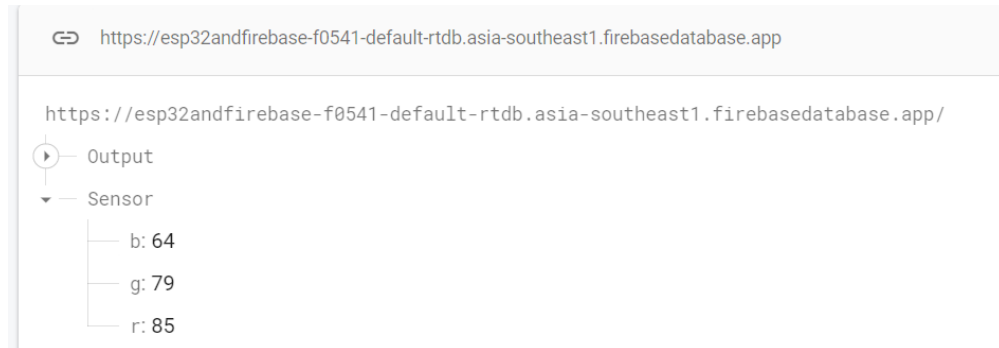 https://esp32andfirebase-f0541-default-rtdb.asia-southeast1.firebasedatabase.app
https://esp32andfirebase-f0541-default-rtdb.asia-southeast1.firebasedatabase.app/
Output
Sensor
b: 64
g: 79
r: 85